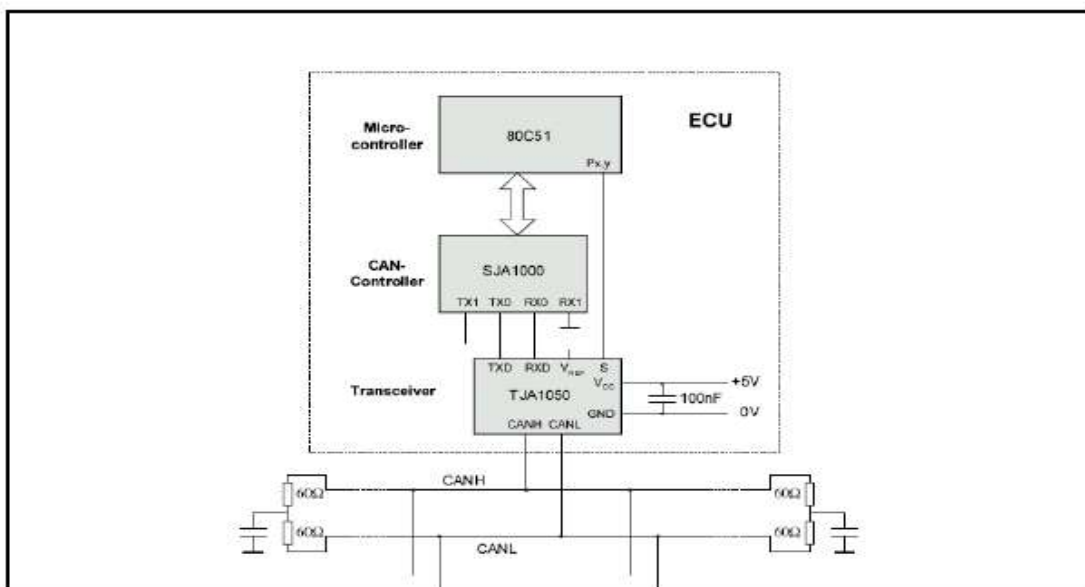 ECU
Micro-
controller
80C51
Px,y
CAN-
Controller
SJA1000
TX1 TX0 RX0 RX1
Transceiver
TXD RXD VREF S
VCC
TJA1050
GND
CANH CANL
+5V
100nF
0V
CANH
60Ω
60Ω
60Ω
60Ω
CANL